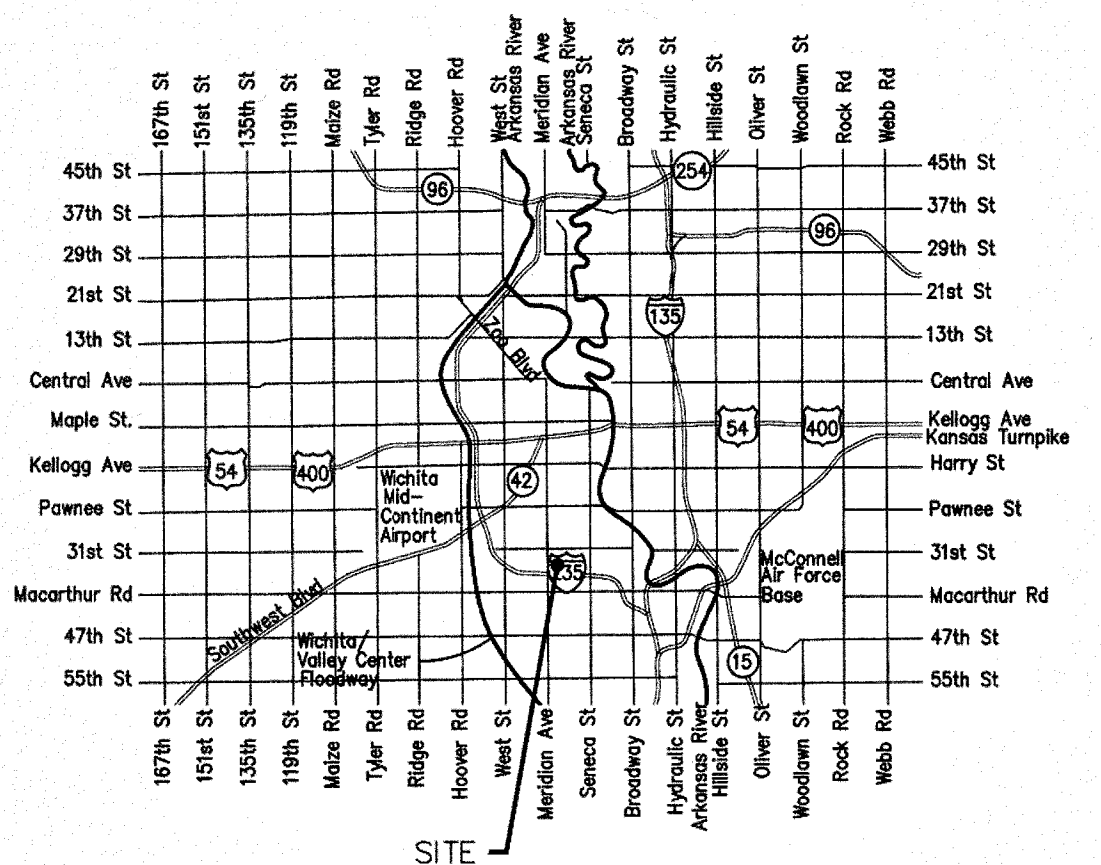 167th St
151st St
135th St
119th St
Maize Rd
Tyler Rd
Ridge Rd
Hoover Rd
West St
Arkansas River
Meridian Ave
Arkansas River
Seneca St
Broadway St
Hydraulic St
Hillside St
Oliver St
Woodlawn St
Rock Rd
Webb Rd
45th St
37th St
29th St
21st St
13th St
Central Ave
Maple St.
Kellogg Ave
Pawnee St
31st St
Macarthur Rd
47th St
55th St
96
254
96
135
Zoo Blvd
54
400
54
400
42
Wichita
Mid-
Continent
Airport
235
McConnell
Air Force
Base
Southwest Blvd
Wichita/
Valley Center
Floodway
15
45th St
37th St
29th St
21st St
13th St
Central Ave
Kellogg Ave
Kansas Turnpike
Harry St
Pawnee St
31st St
Macarthur Rd
47th St
55th St
167th St
151st St
135th St
119th St
Maize Rd
Tyler Rd
Ridge Rd
Hoover Rd
West St
Meridian Ave
Seneca St
Broadway St
Hydraulic St
Arkansas River
Hillside St
Oliver St
Woodlawn St
Rock Rd
Webb Rd
SITE